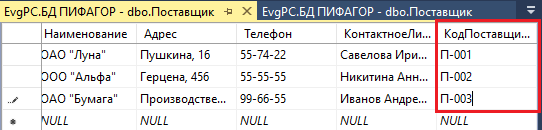 EvgPC.БД ПИФАГОР - dbo.Поставщик EvgPC.БД ПИФАГОР - dbo.Поставщик
Наименование Адрес Телефон КонтактноеЛи... КодПоставщи...
ОАО "Луна" Пушкина, 16 55-74-22 Савелова Ири... П-001
ООО "Альфа" Герцена, 456 55-55-55 Никитина Анн... П-002
ОАО "Бумага" Производстве... 99-66-55 Иванов Андре... П-003
NULL NULL NULL NULL NULL